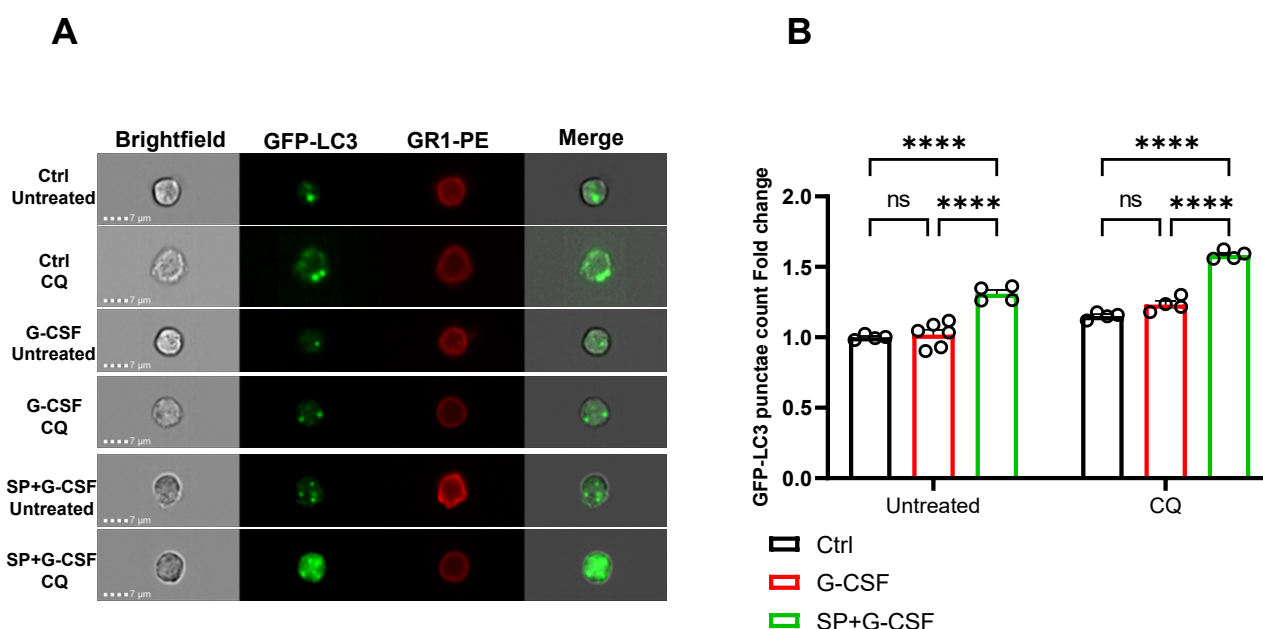 A
B
Brightfield GFP-LC3 GR1-PE Merge
Ctrl
Untreated
7 µm
Ctrl
CQ
7 µm
G-CSF
Untreated
7 µm
G-CSF
CQ
7 µm
SP+G-CSF
Untreated
7 µm
SP+G-CSF
CQ
7 µm
GFP-LC3 punctae count Fold change
**** ****
ns **** ns ****
2.0
1.5
1.0
0.5
0.0
Untreated CQ
Ctrl
G-CSF
SP+G-CSF